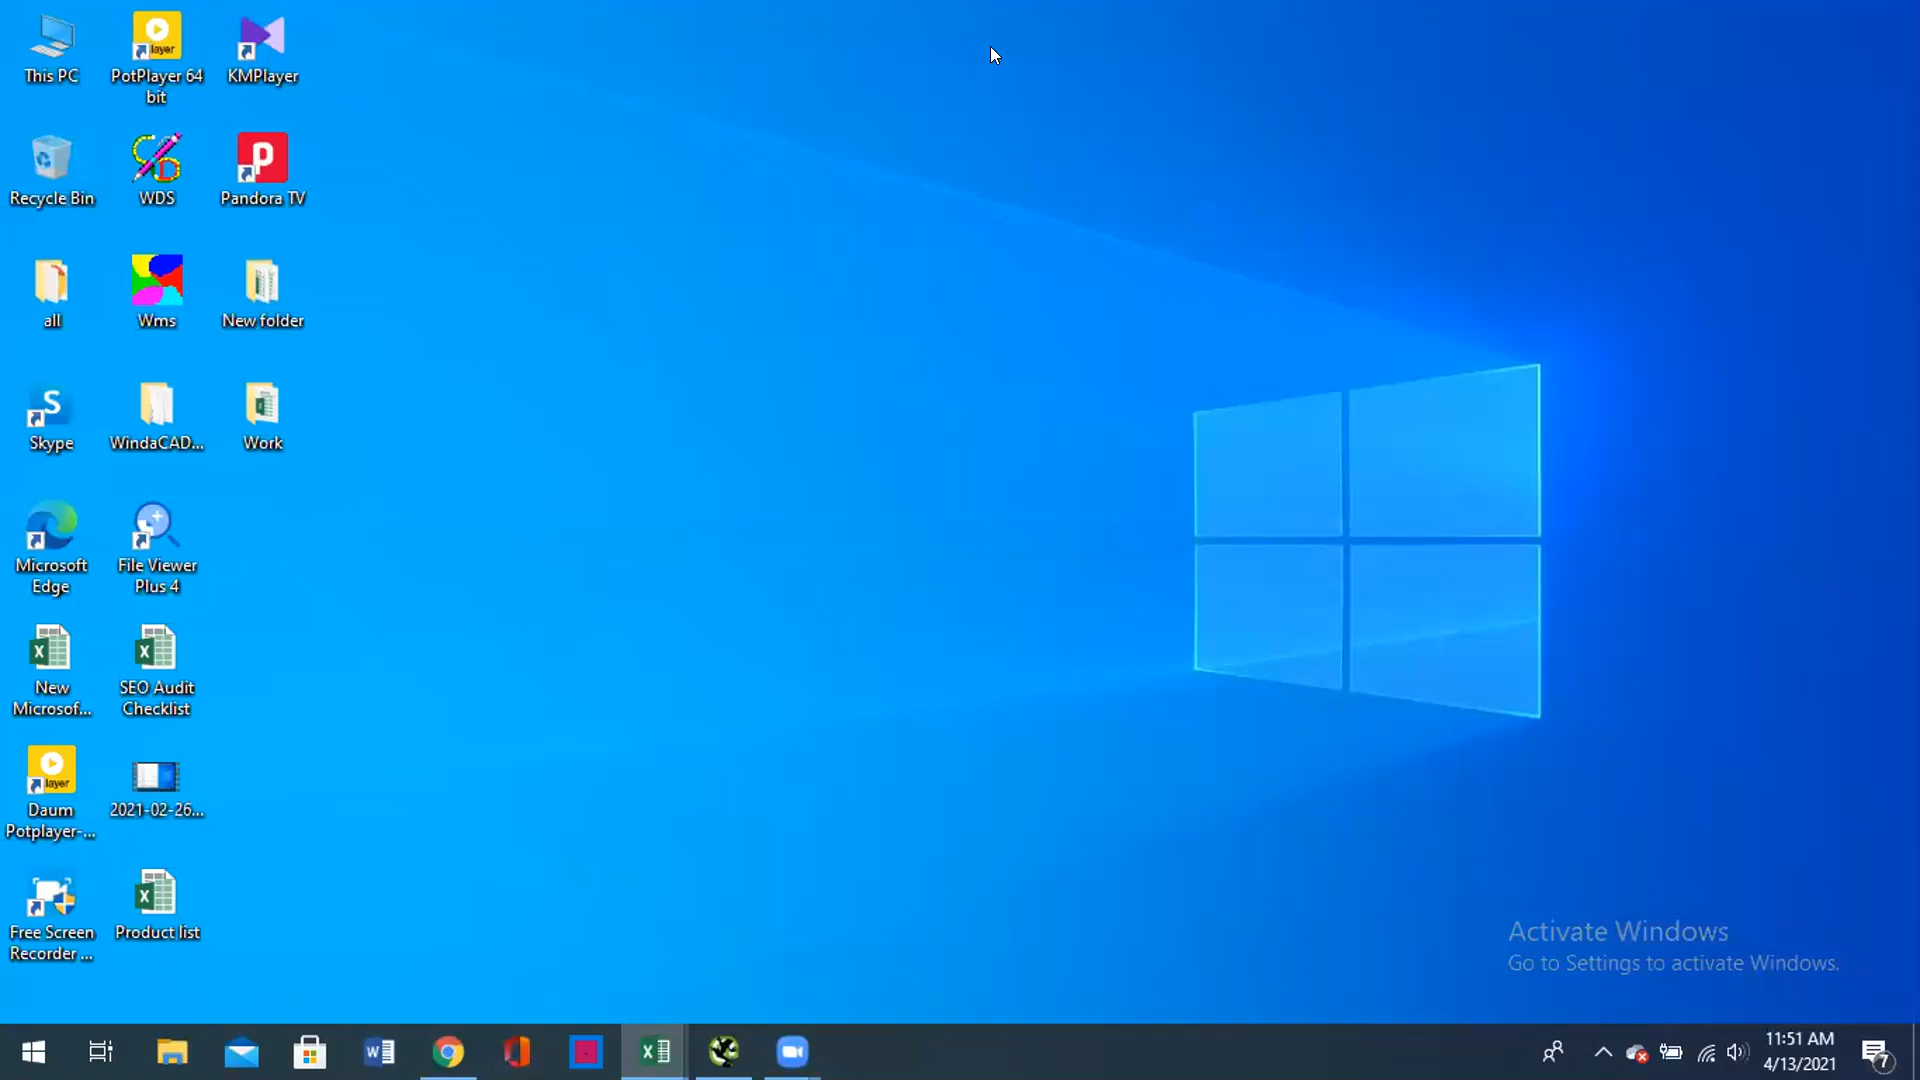 This PC
PotPlayer 64
bit
KMPlayer
Recycle Bin
WDS
Pandora TV
all
Wms
New folder
Skype
WindaCAD...
Work
Microsoft
Edge
File Viewer
Plus 4
New
Microsof...
SEO Audit
Checklist
Daum
Potplayer-...
2021-02-26...
Free Screen
Recorder ...
Product list
Activate Windows
Go to Settings to activate Windows.
11:51 AM
4/13/2021
7